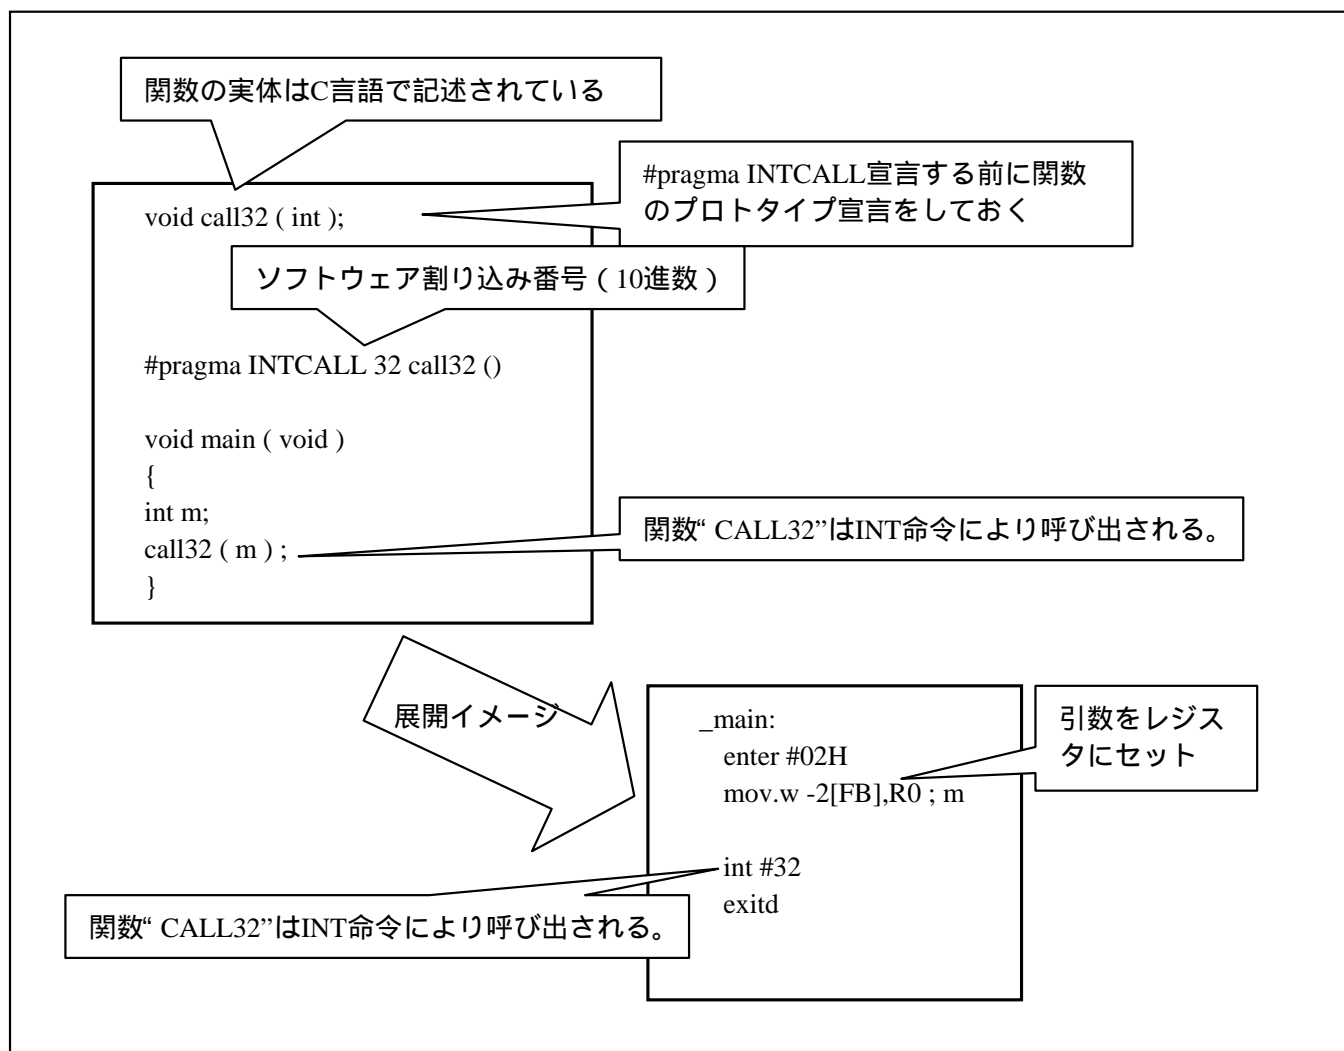 関数の実体はC言語で記述されている
#pragma INTCALL宣言する前に関数
のプロトタイプ宣言をしておく
void call32 ( int );
ソフトウェア割り込み番号 ( 10進数 )
#pragma INTCALL 32 call32 ()
void main ( void )
{
int m;
call32 ( m ) ;
}
関数“ CALL32”はINT命令により呼び出される。
展開イメージ
_main:
enter #02H
mov.w -2[FB],R0 ; m
int #32
exitd
引数をレジス
タにセット
関数“ CALL32”はINT命令により呼び出される。